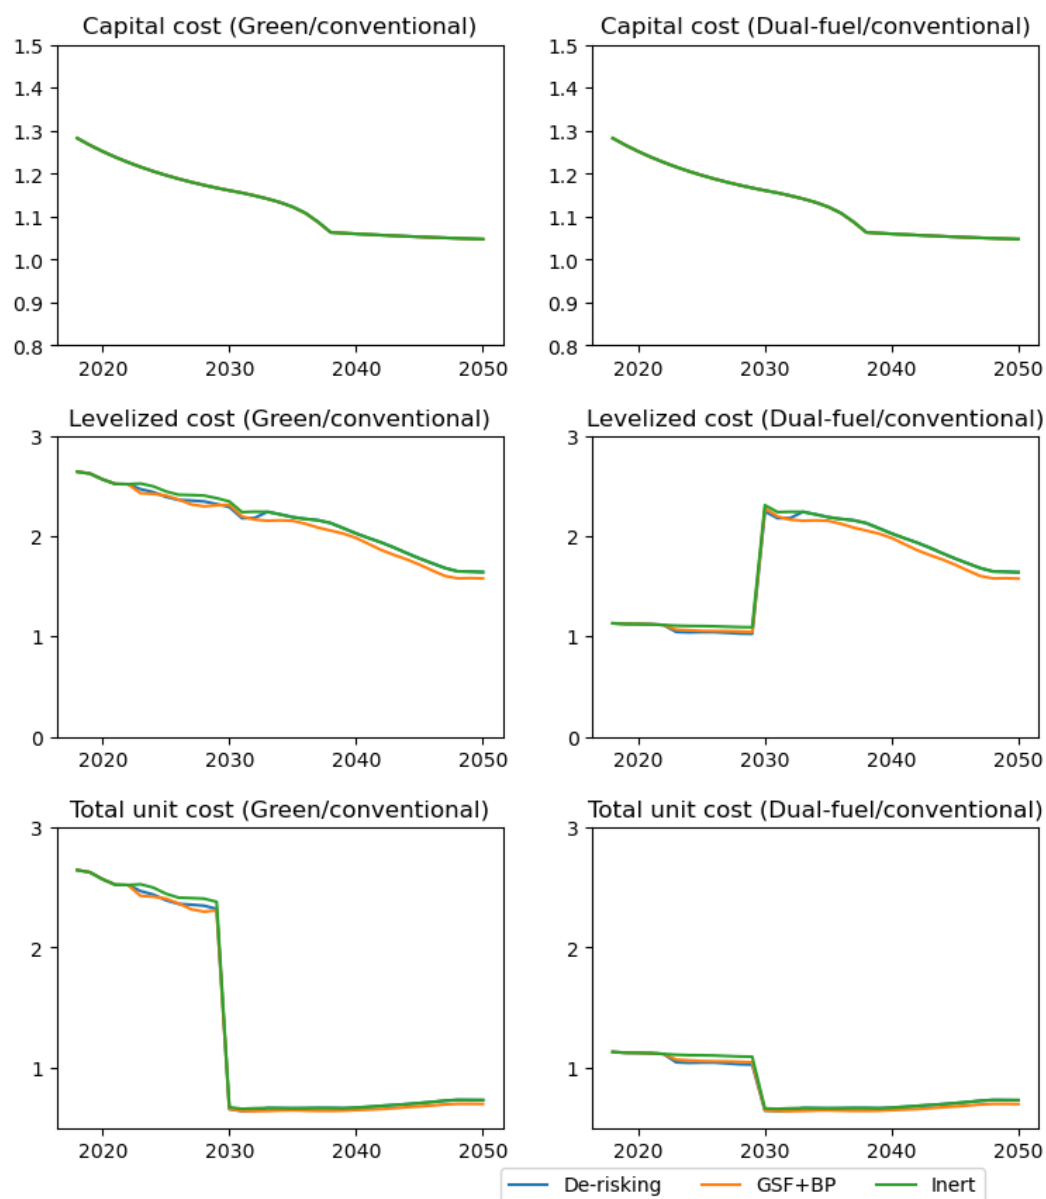 Capital cost (Green/conventional)
1.5
1.4
1.3
1.2
1.1
1.0
0.9
0.8
2020 2030 2040 2050
Capital cost (Dual-fuel/conventional)
1.5
1.4
1.3
1.2
1.1
1.0
0.9
0.8
2020 2030 2040 2050
Levelized cost (Green/conventional)
3
2
1
0
2020 2030 2040 2050
Levelized cost (Dual-fuel/conventional)
3
2
1
0
2020 2030 2040 2050
Total unit cost (Green/conventional)
3
2
1
2020 2030 2040 2050
Total unit cost (Dual-fuel/conventional)
3
2
1
2020 2030 2040 2050
De-risking GSF+BP Inert